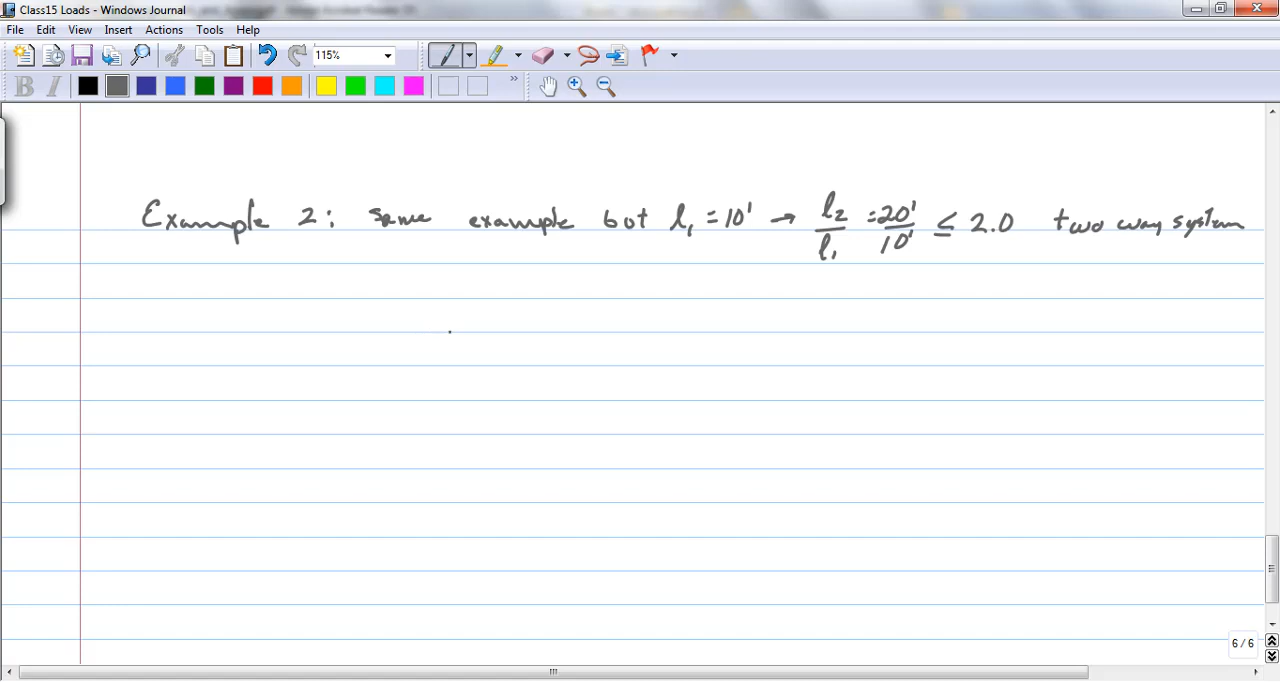 Class15 Loads - Windows Journal
File Edit View Insert Actions Tools Help
115%
B I
Example 2: same example but l₁ = 10' → l₂/l₁ = 20'/10' ≤ 2.0 two way system
6 / 6